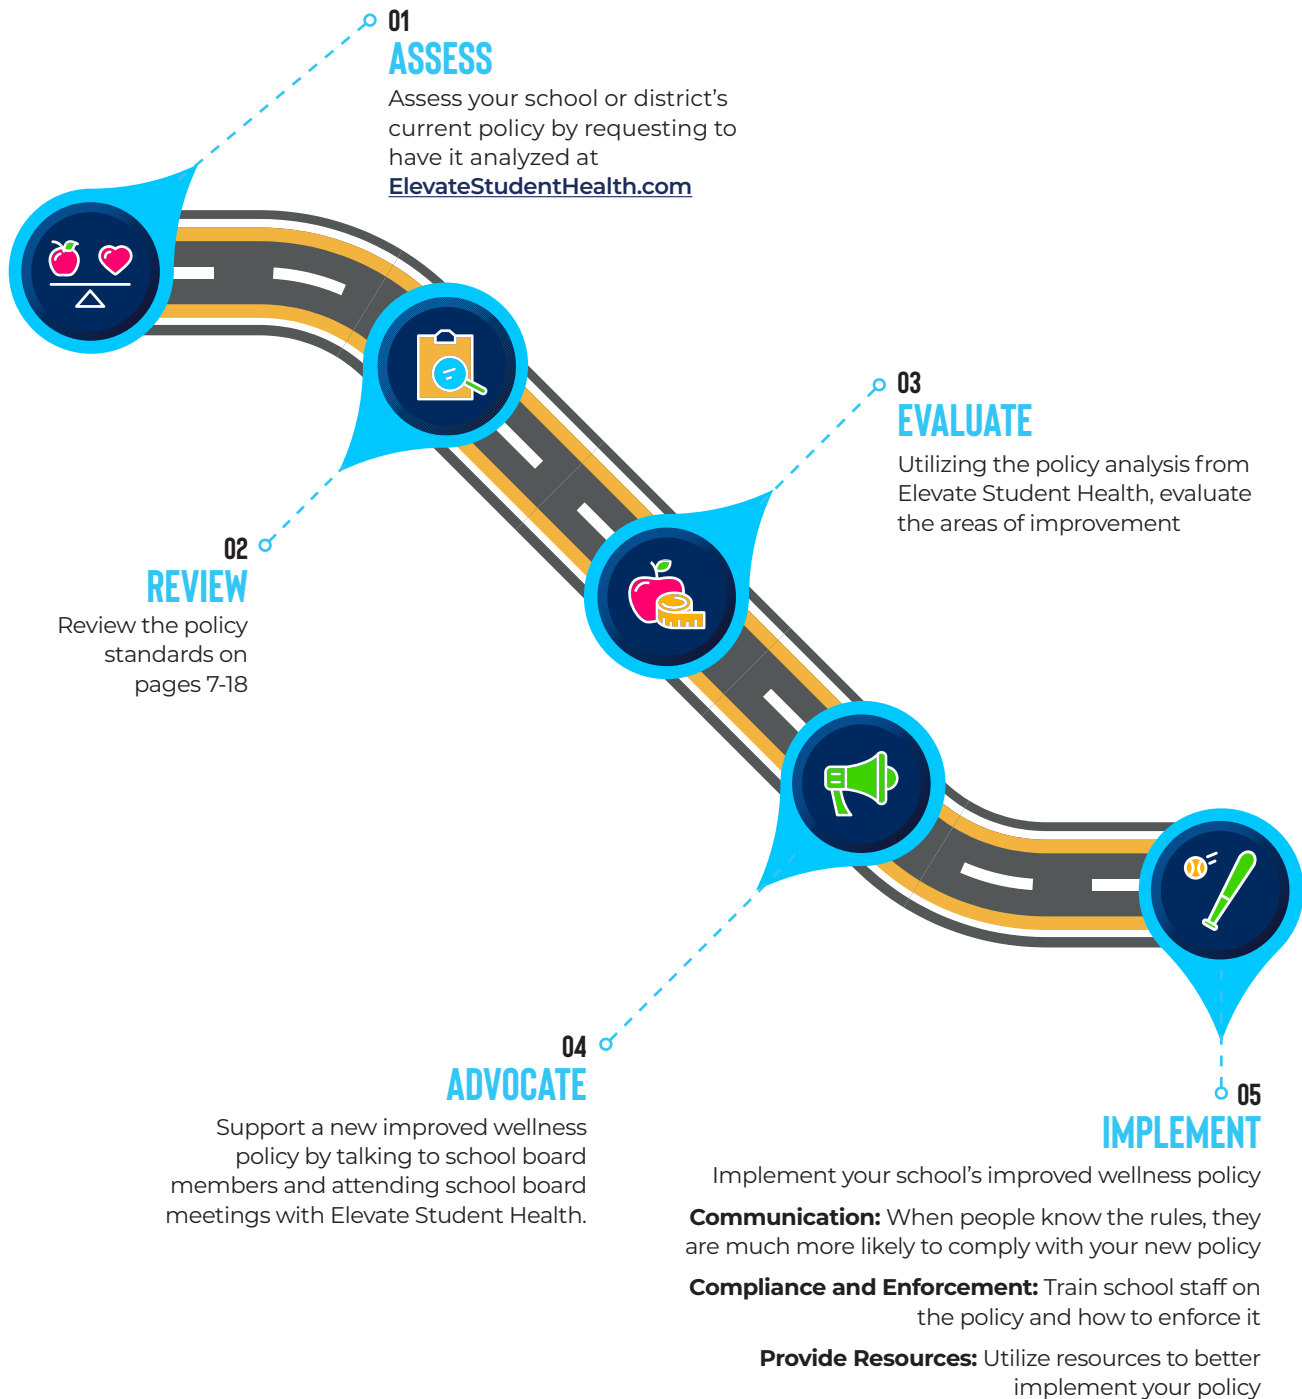 01
ASSESS
Assess your school or district’s
current policy by requesting to
have it analyzed at
ElevateStudentHealth.com
02
REVIEW
Review the policy
standards on
pages 7-18
03
EVALUATE
Utilizing the policy analysis from
Elevate Student Health, evaluate
the areas of improvement
04
ADVOCATE
Support a new improved wellness
policy by talking to school board
members and attending school board
meetings with Elevate Student Health.
05
IMPLEMENT
Implement your school’s improved wellness policy
Communication: When people know the rules, they
are much more likely to comply with your new policy
Compliance and Enforcement: Train school staff on
the policy and how to enforce it
Provide Resources: Utilize resources to better
implement your policy